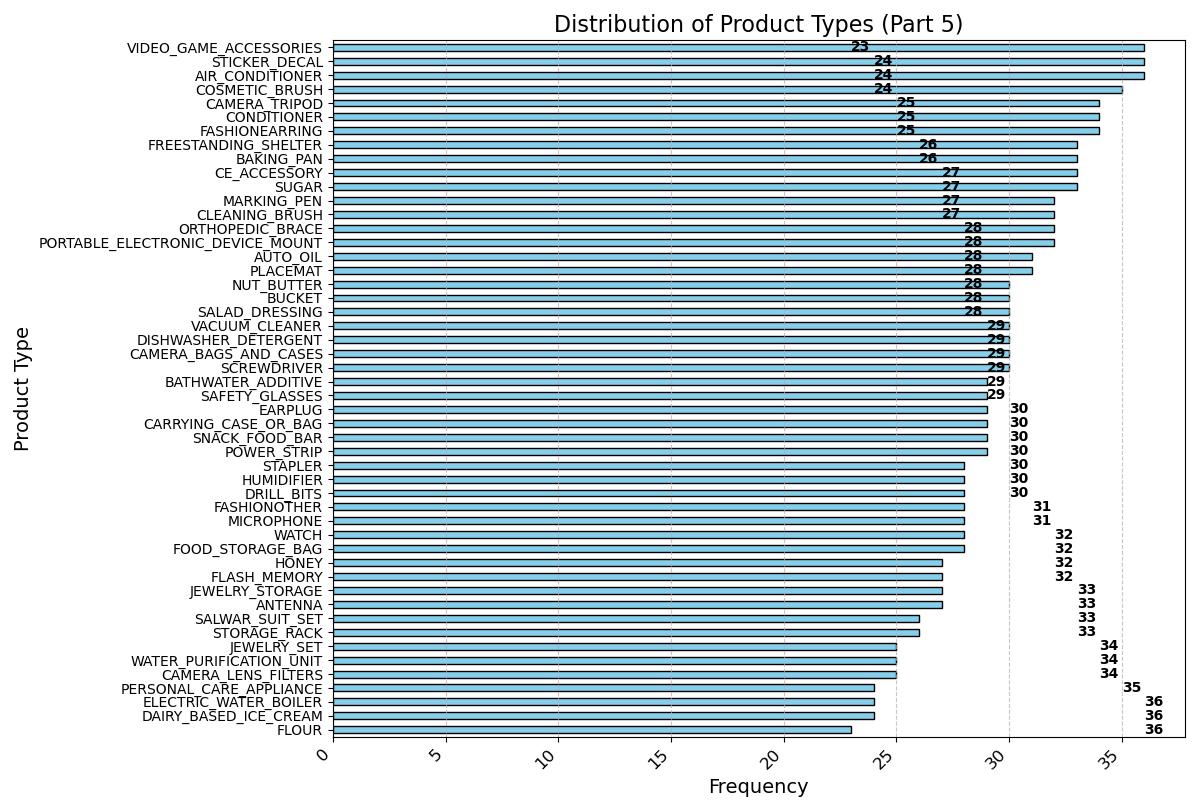 Distribution of Product Types (Part 5)
VIDEO_GAME_ACCESSORIES 23
STICKER_DECAL 24
AIR_CONDITIONER 24
COSMETIC_BRUSH 24
CAMERA_TRIPOD 25
CONDITIONER 25
FASHIONEARRING 25
FREESTANDING_SHELTER 26
BAKING_PAN 26
CE_ACCESSORY 27
SUGAR 27
MARKING_PEN 27
CLEANING_BRUSH 27
ORTHOPEDIC_BRACE 28
PORTABLE_ELECTRONIC_DEVICE_MOUNT 28
AUTO_OIL 28
PLACEMAT 28
NUT_BUTTER 28
BUCKET 28
SALAD_DRESSING 28
VACUUM_CLEANER 29
DISHWASHER_DETERGENT 29
CAMERA_BAGS_AND_CASES 29
SCREWDRIVER 29
BATHWATER_ADDITIVE 29
SAFETY_GLASSES 29
EARPLUG 30
CARRYING_CASE_OR_BAG 30
SNACK_FOOD_BAR 30
POWER_STRIP 30
STAPLER 30
HUMIDIFIER 30
DRILL_BITS 30
FASHIONOTHER 31
MICROPHONE 31
WATCH 32
FOOD_STORAGE_BAG 32
HONEY 32
FLASH_MEMORY 32
JEWELRY_STORAGE 33
ANTENNA 33
SALWAR_SUIT_SET 33
STORAGE_RACK 33
JEWELRY_SET 34
WATER_PURIFICATION_UNIT 34
CAMERA_LENS_FILTERS 34
PERSONAL_CARE_APPLIANCE 35
ELECTRIC_WATER_BOILER 36
DAIRY_BASED_ICE_CREAM 36
FLOUR 36
0 5 10 15 20 25 30 35
Frequency
Product Type